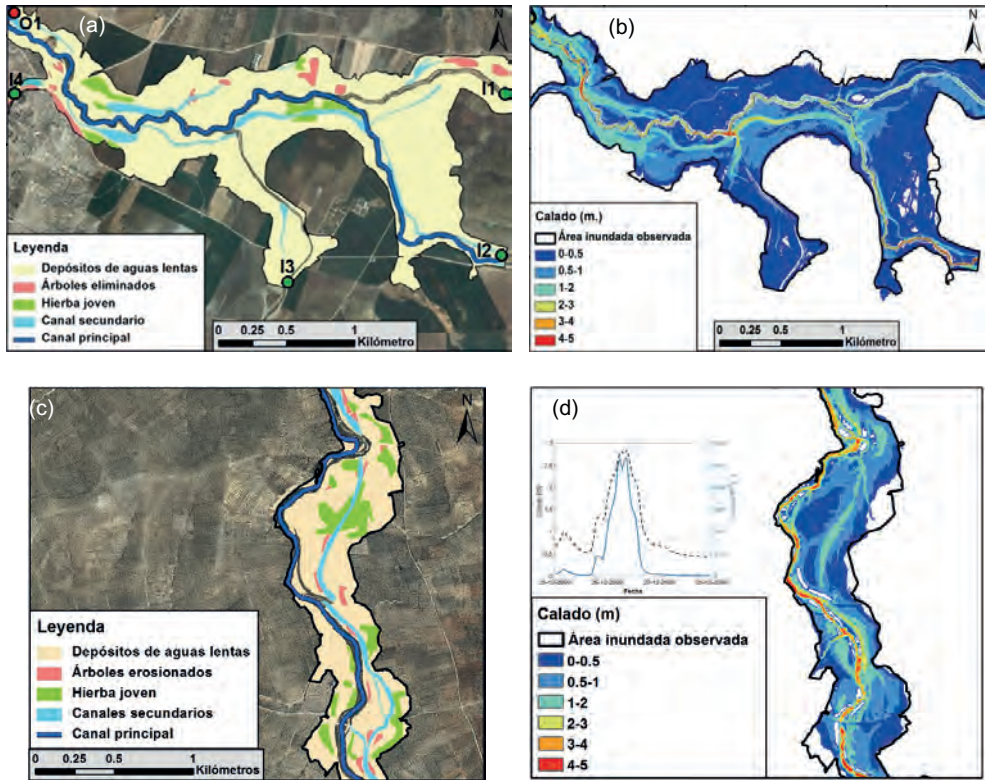 (a)
N
O1
I4
I1
I2
I3
Leyenda
Depósitos de aguas lentas
Árboles eliminados
Hierba joven
Canal secundario
Canal principal
0 0.25 0.5 1
Kilómetro
(b)
N
Calado (m.)
Área inundada observada
0-0.5
0.5-1
1-2
2-3
3-4
4-5
0 0.25 0.5 1
Kilómetro
(c)
N
Leyenda
Depósitos de aguas lentas
Árboles erosionados
Hierba joven
Canales secundarios
Canal principal
0 0.25 0.5 1
Kilómetros
(d)
N
Fecha
Calado (m)
Área inundada observada
0-0.5
0.5-1
1-2
2-3
3-4
4-5